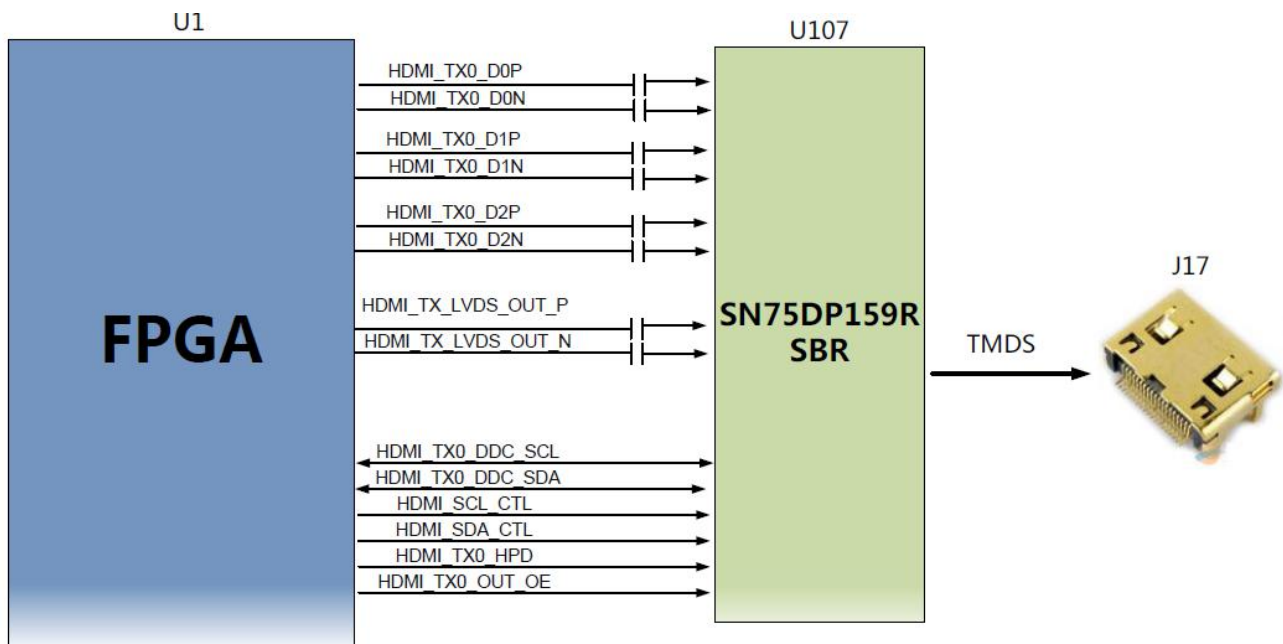 U1
U107
HDMI_TX0_D0P
HDMI_TX0_D0N
HDMI_TX0_D1P
HDMI_TX0_D1N
HDMI_TX0_D2P
HDMI_TX0_D2N
HDMI_TX_LVDS_OUT_P
HDMI_TX_LVDS_OUT_N
FPGA
SN75DP159R
SBR
TMDS
J17
HDMI_TX0_DDC_SCL
HDMI_TX0_DDC_SDA
HDMI_SCL_CTL
HDMI_SDA_CTL
HDMI_TX0_HPD
HDMI_TX0_OUT_OE